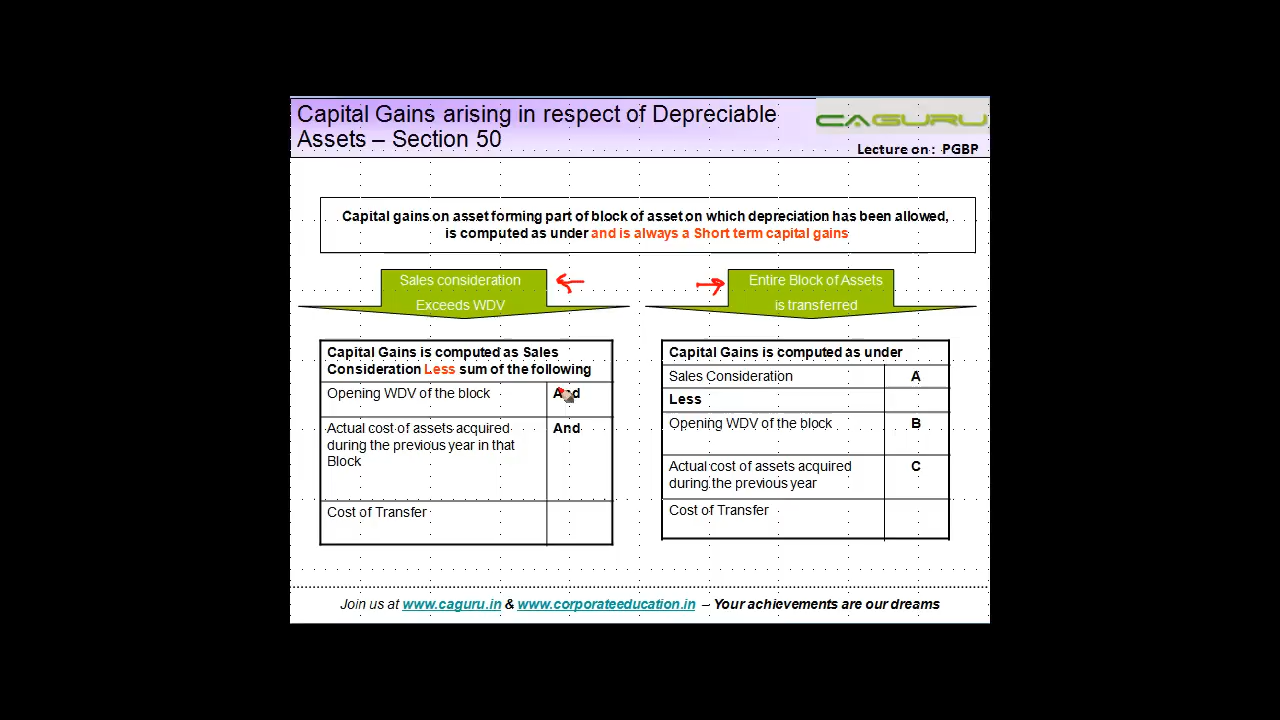 Capital Gains arising in respect of Depreciable
Assets – Section 50
CAGURU
Lecture on : PGBP
Capital gains on asset forming part of block of asset on which depreciation has been allowed,
is computed as under and is always a Short term capital gains
Sales consideration
Exceeds WDV
Entire Block of Assets
is transferred
Capital Gains is computed as Sales
Consideration Less sum of the following
Opening WDV of the block And
Actual cost of assets acquired And
during the previous year in that
Block
Cost of Transfer
Capital Gains is computed as under
Sales Consideration A
Less
Opening WDV of the block B
Actual cost of assets acquired C
during the previous year
Cost of Transfer
Join us at www.caguru.in & www.corporateeducation.in – Your achievements are our dreams